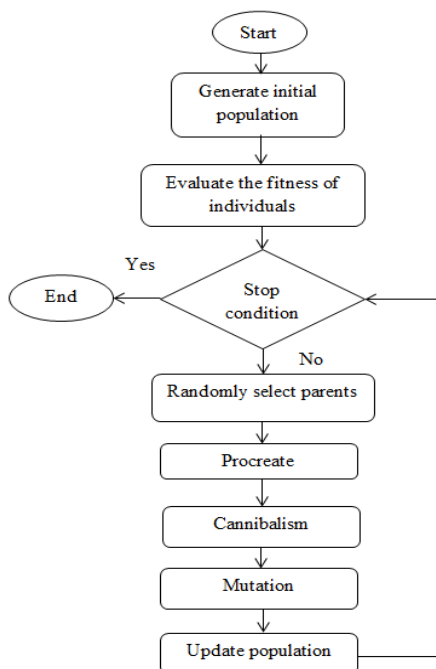 Start
Generate initial
population
Evaluate the fitness of
individuals
Yes
End
Stop
condition
No
Randomly select parents
Procreate
Cannibalism
Mutation
Update population